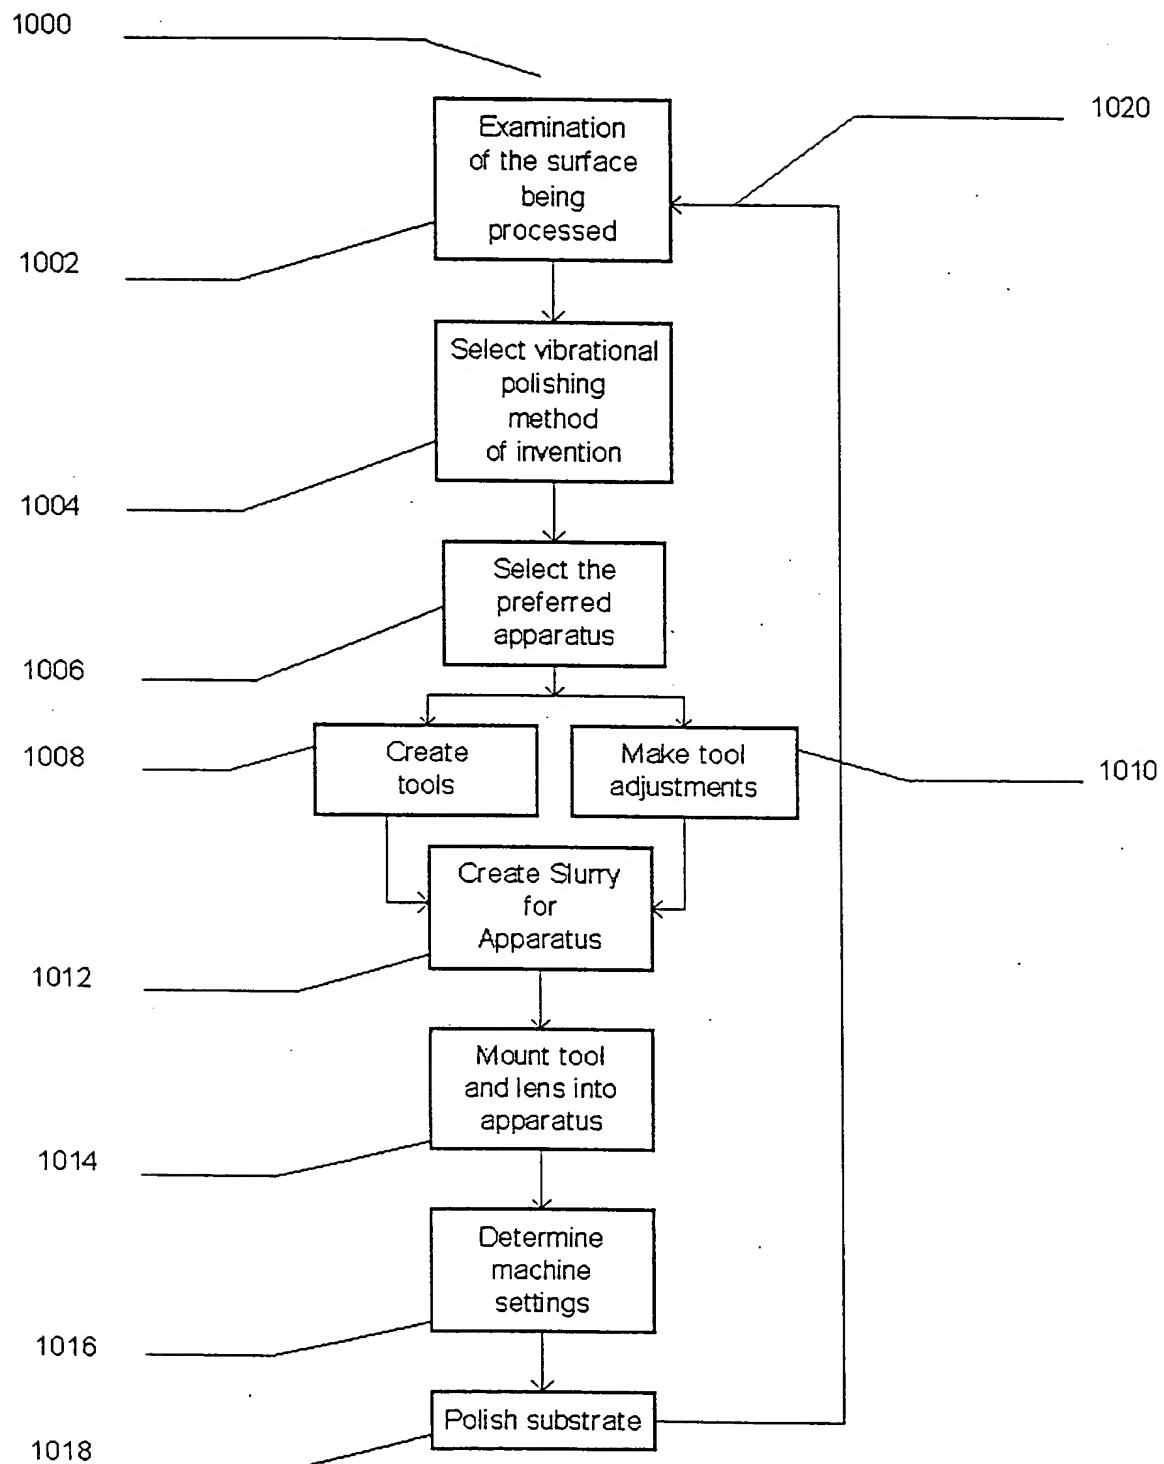 1000
1020
Examination
of the surface
being
processed
1002
Select vibrational
polishing
method
of invention
1004
Select the
preferred
apparatus
1006
Create
tools
1008
Make tool
adjustments
1010
Create Slurry
for
Apparatus
1012
Mount tool
and lens into
apparatus
1014
Determine
machine
settings
1016
Polish substrate
1018